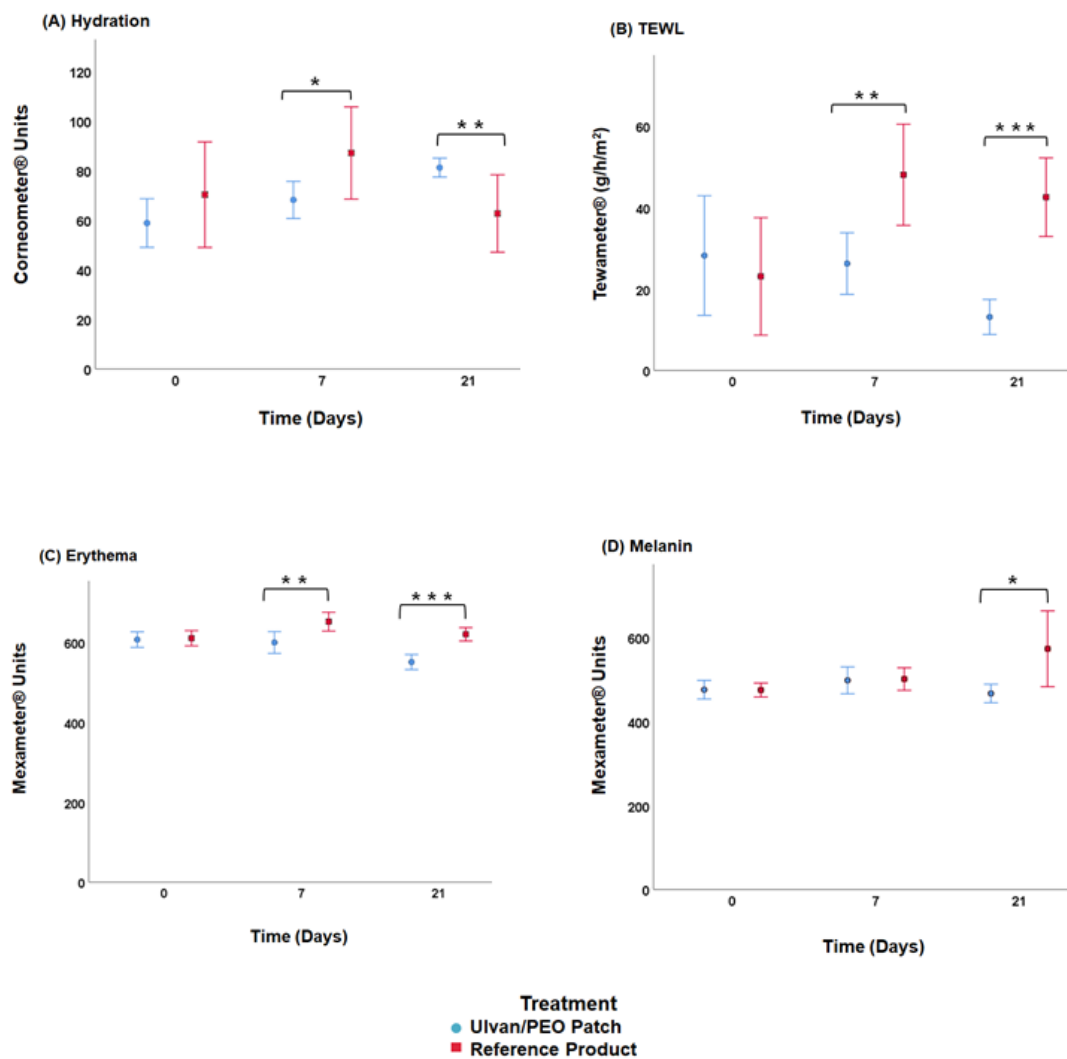 (A) Hydration
Corneometer® Units
120
100
80
60
40
20
0
*
**
0 7 21
Time (Days)
(B) TEWL
Tewameter® (g/h/m²)
60
40
20
0
**
***
0 7 21
Time (Days)
(C) Erythema
Mexameter® Units
600
400
200
0
**
***
0 7 21
Time (Days)
(D) Melanin
Mexameter® Units
600
400
200
0
*
0 7 21
Time (Days)
Treatment
Ulvan/PEO Patch
Reference Product